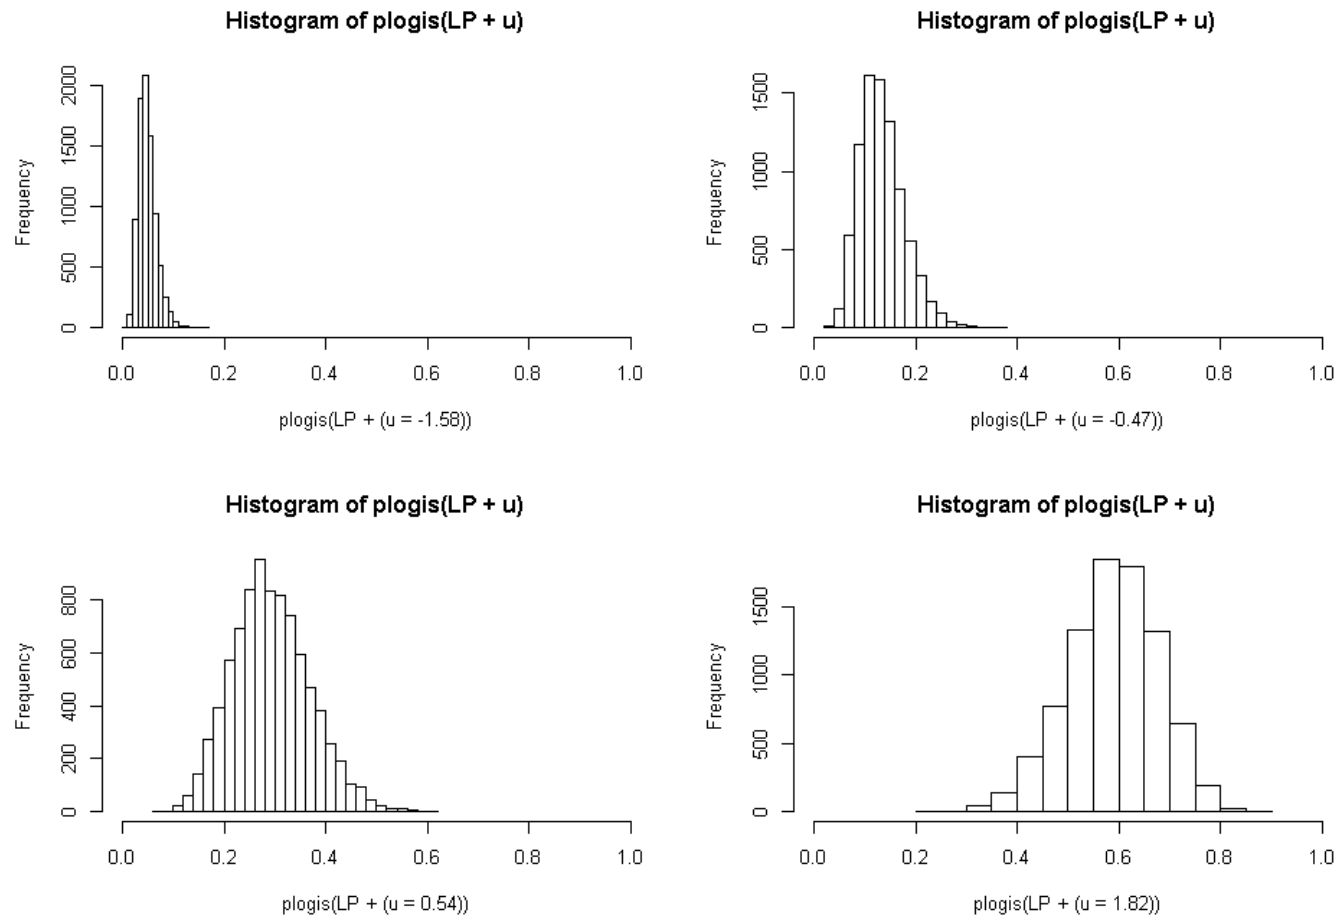 Histogram of plogis(LP + u)
Frequency
2000
1500
1000
500
0
0.0 0.2 0.4 0.6 0.8 1.0
plogis(LP + (u = -1.58))
Histogram of plogis(LP + u)
Frequency
1500
1000
500
0
0.0 0.2 0.4 0.6 0.8 1.0
plogis(LP + (u = -0.47))
Histogram of plogis(LP + u)
Frequency
800
600
400
200
0
0.0 0.2 0.4 0.6 0.8 1.0
plogis(LP + (u = 0.54))
Histogram of plogis(LP + u)
Frequency
1500
1000
500
0
0.0 0.2 0.4 0.6 0.8 1.0
plogis(LP + (u = 1.82))